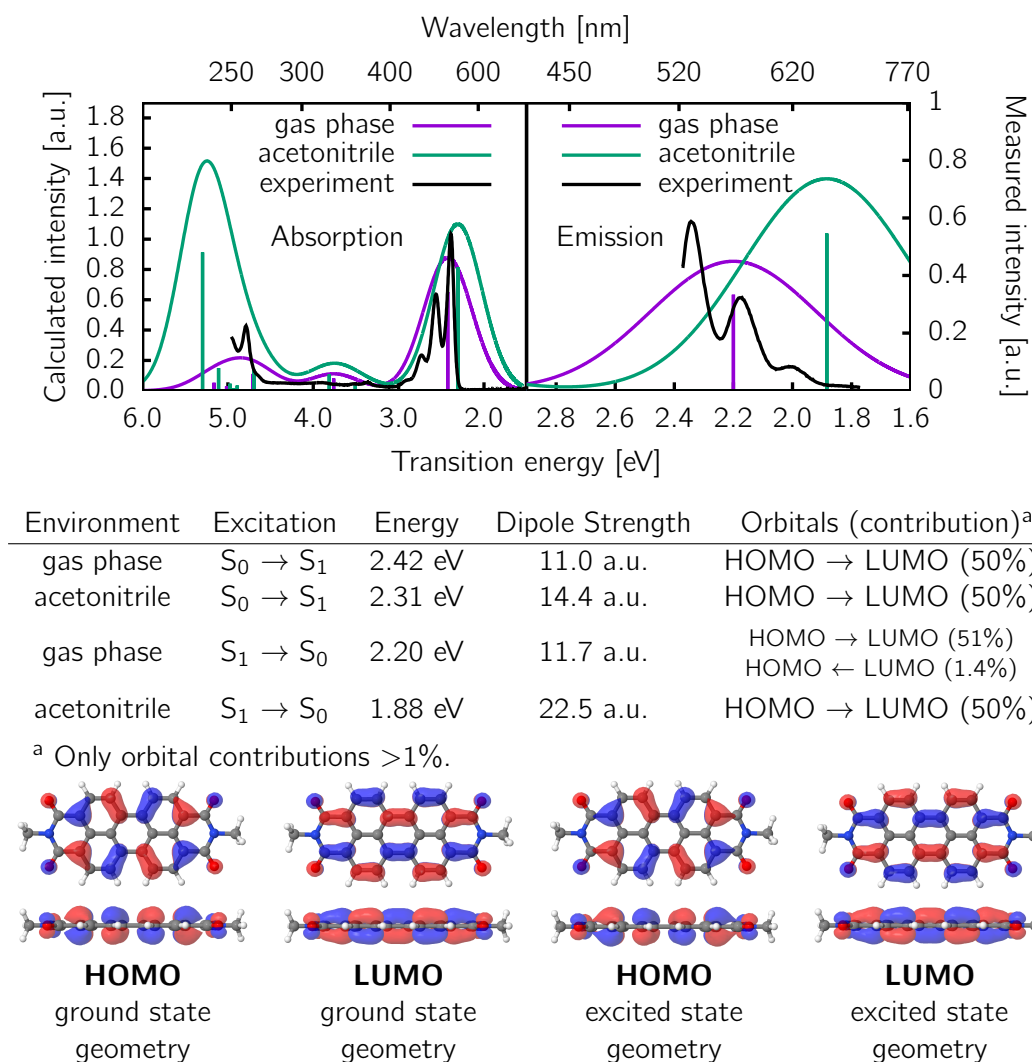 Wavelength [nm]
250 300 400 600 450 520 620 770
Calculated intensity [a.u.]
1.8
1.6
1.4
1.2
1.0
0.8
0.6
0.4
0.2
0.0
gas phase
acetonitrile
experiment
Absorption
gas phase
acetonitrile
experiment
Emission
1
0.8
0.6
0.4
0.2
0
Measured intensity [a.u.]
6.0 5.0 4.0 3.0 2.0 2.8 2.6 2.4 2.2 2.0 1.8 1.6
Transition energy [eV]
Environment Excitation Energy Dipole Strength Orbitals (contribution)ᵃ
gas phase S₀ → S₁ 2.42 eV 11.0 a.u. HOMO → LUMO (50%)
acetonitrile S₀ → S₁ 2.31 eV 14.4 a.u. HOMO → LUMO (50%)
gas phase S₁ → S₀ 2.20 eV 11.7 a.u. HOMO → LUMO (51%)
HOMO ← LUMO (1.4%)
acetonitrile S₁ → S₀ 1.88 eV 22.5 a.u. HOMO → LUMO (50%)
ᵃ Only orbital contributions >1%.
HOMO LUMO HOMO LUMO
ground state ground state excited state excited state
geometry geometry geometry geometry